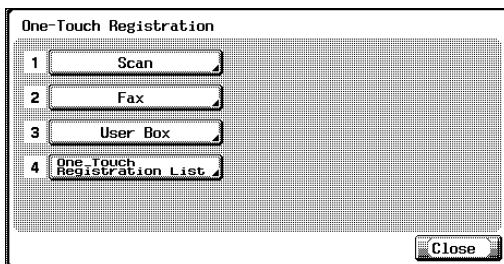 One-Touch Registration
1 Scan
2 Fax
3 User Box
4 One-Touch
Registration List
Close